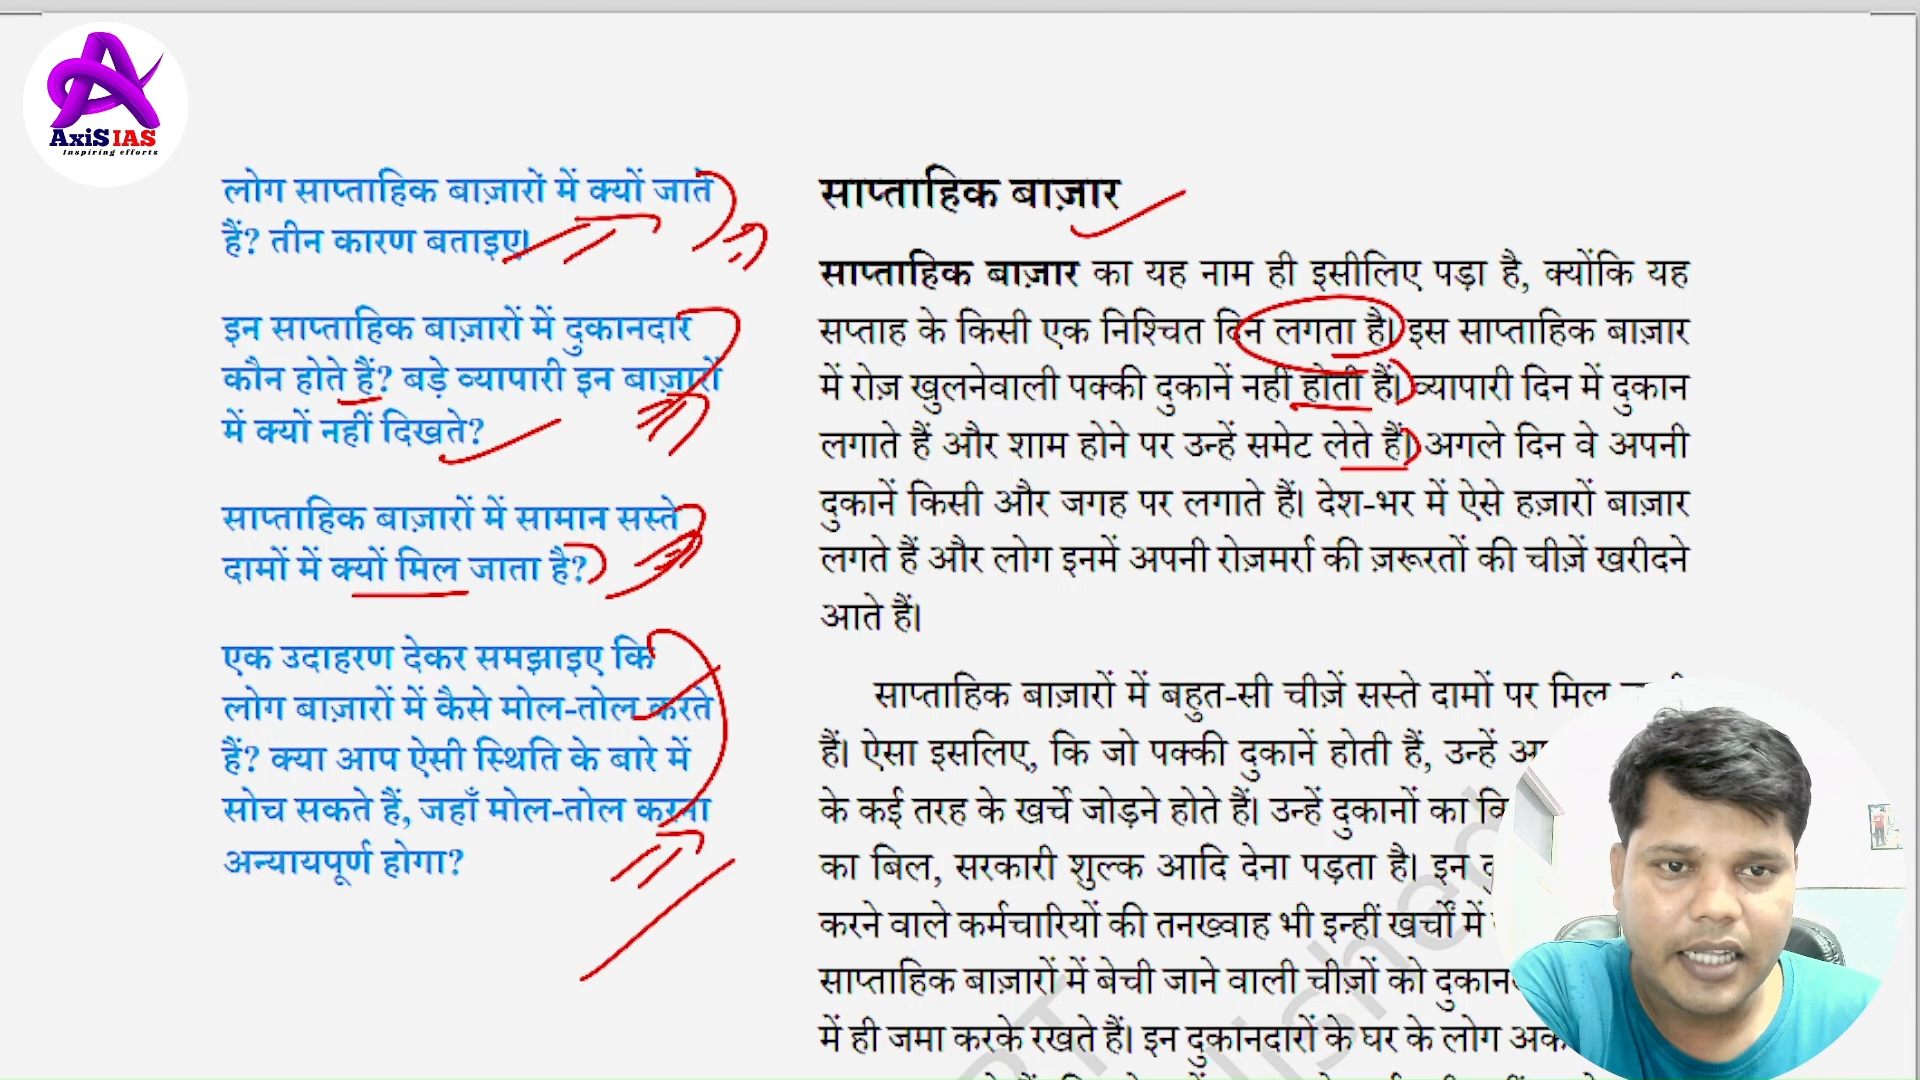 AxiS IAS
Inspiring efforts
लोग साप्ताहिक बाज़ारों में क्यों जाते
हैं? तीन कारण बताइए।
इन साप्ताहिक बाज़ारों में दुकानदार
कौन होते हैं? बड़े व्यापारी इन बाज़ारों
में क्यों नहीं दिखते?
साप्ताहिक बाज़ारों में सामान सस्ते
दामों में क्यों मिल जाता है?
एक उदाहरण देकर समझाइए कि
लोग बाज़ारों में कैसे मोल-तोल करते
हैं? क्या आप ऐसी स्थिति के बारे में
सोच सकते हैं, जहाँ मोल-तोल करना
अन्यायपूर्ण होगा?
साप्ताहिक बाज़ार
साप्ताहिक बाज़ार का यह नाम ही इसीलिए पड़ा है, क्योंकि यह
सप्ताह के किसी एक निश्चित दिन लगता है। इस साप्ताहिक बाज़ार
में रोज़ खुलनेवाली पक्की दुकानें नहीं होती हैं। व्यापारी दिन में दुकान
लगाते हैं और शाम होने पर उन्हें समेट लेते हैं। अगले दिन वे अपनी
दुकानें किसी और जगह पर लगाते हैं। देश-भर में ऐसे हज़ारों बाज़ार
लगते हैं और लोग इनमें अपनी रोज़मर्रा की ज़रूरतों की चीज़ें खरीदने
आते हैं।
साप्ताहिक बाज़ारों में बहुत-सी चीज़ें सस्ते दामों पर मिल
हैं। ऐसा इसलिए, कि जो पक्की दुकानें होती हैं, उन्हें
के कई तरह के खर्चे जोड़ने होते हैं। उन्हें दुकानों का
का बिल, सरकारी शुल्क आदि देना पड़ता है। इन
करने वाले कर्मचारियों की तनख्वाह भी इन्हीं खर्चों में
साप्ताहिक बाज़ारों में बेची जाने वाली चीज़ों को
में ही जमा करके रखते हैं। इन दुकानदारों के घर के लोग